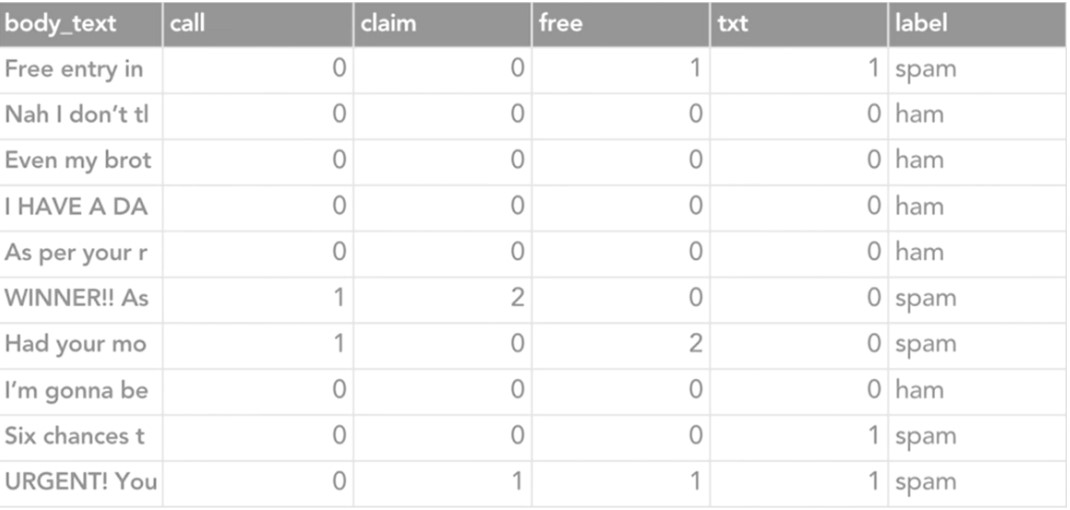 body_text call claim free txt label
Free entry in 0 0 1 1 spam
Nah I don’t tl 0 0 0 0 ham
Even my brot 0 0 0 0 ham
I HAVE A DA 0 0 0 0 ham
As per your r 0 0 0 0 ham
WINNER!! As 1 2 0 0 spam
Had your mo 1 0 2 0 spam
I’m gonna be 0 0 0 0 ham
Six chances t 0 0 0 1 spam
URGENT! You 0 1 1 1 spam